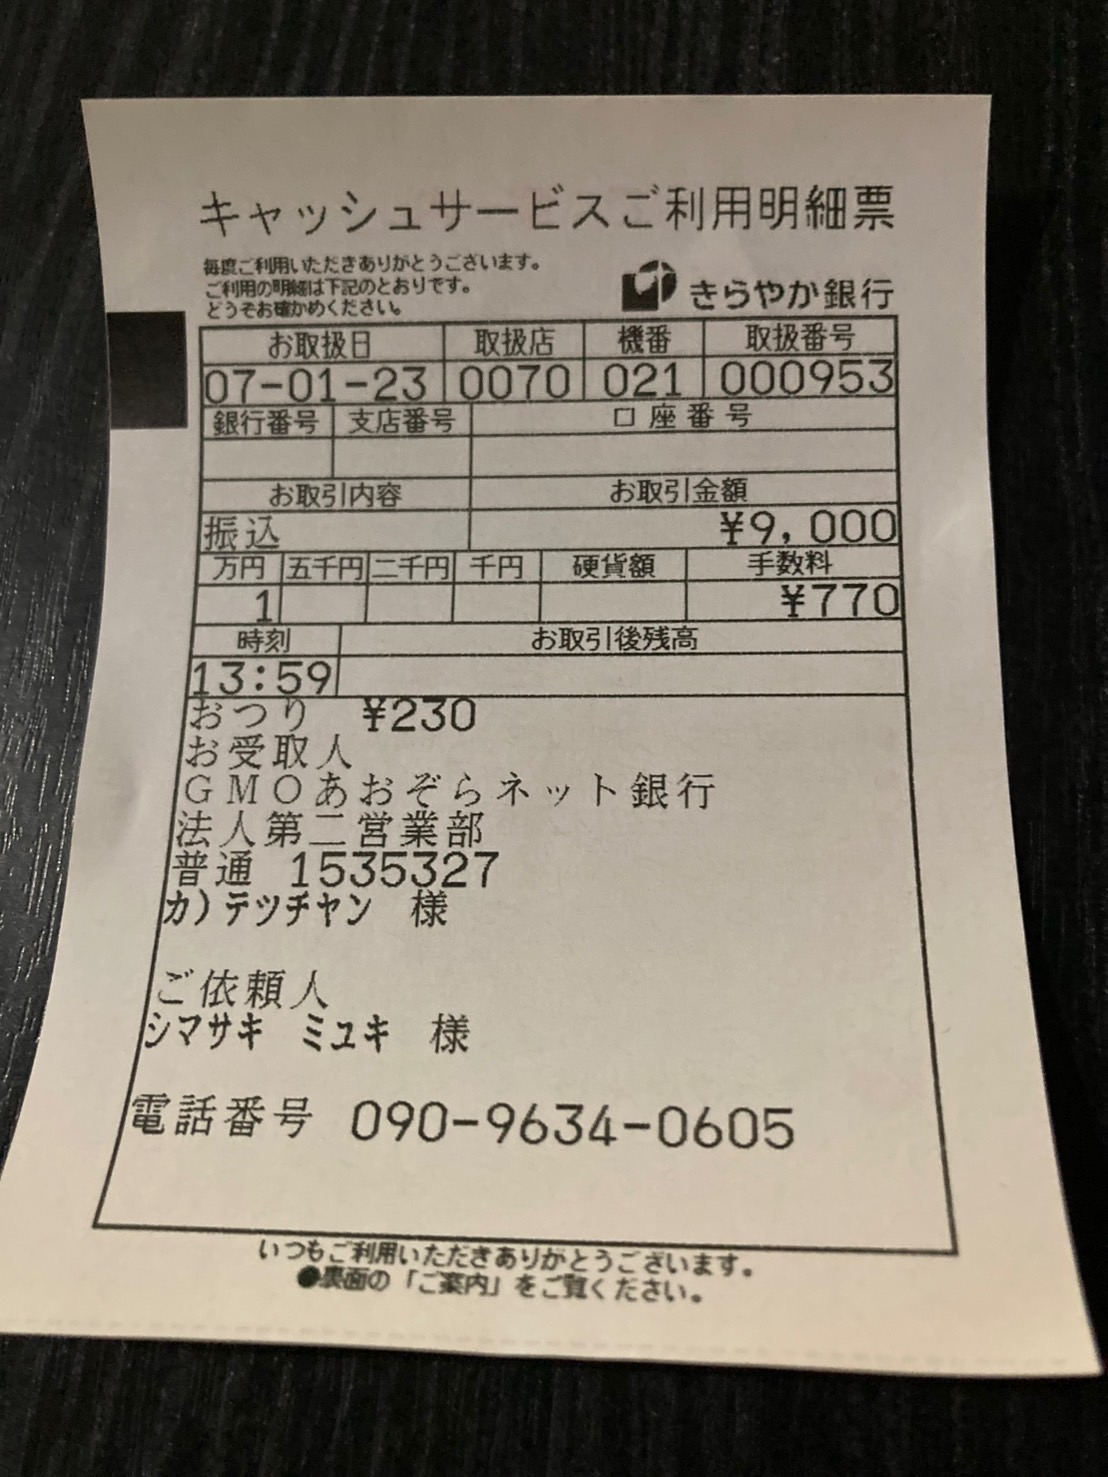 キャッシュサービスご利用明細票
毎度ご利用いただきありがとうございます。
ご利用の明細は下記のとおりです。
どうぞお確かめください。
きらやか銀行
お取扱日 取扱店 機番 取扱番号
07-01-23 0070 021 000953
銀行番号 支店番号 口座番号
お取引内容 お取引金額
振込 ¥9,000
万円 五千円 二千円 千円 硬貨額 手数料
1 ¥770
時刻 お取引後残高
13:59
おつり ¥230
お受取人
GMOあおぞらネット銀行
法人第二営業部
普通 1535327
カ)テツチヤン 様
ご依頼人
シマサキ ミユキ 様
電話番号 090-9634-0605
いつもご利用いただきありがとうございます。
●裏面の「ご案内」をご覧ください。